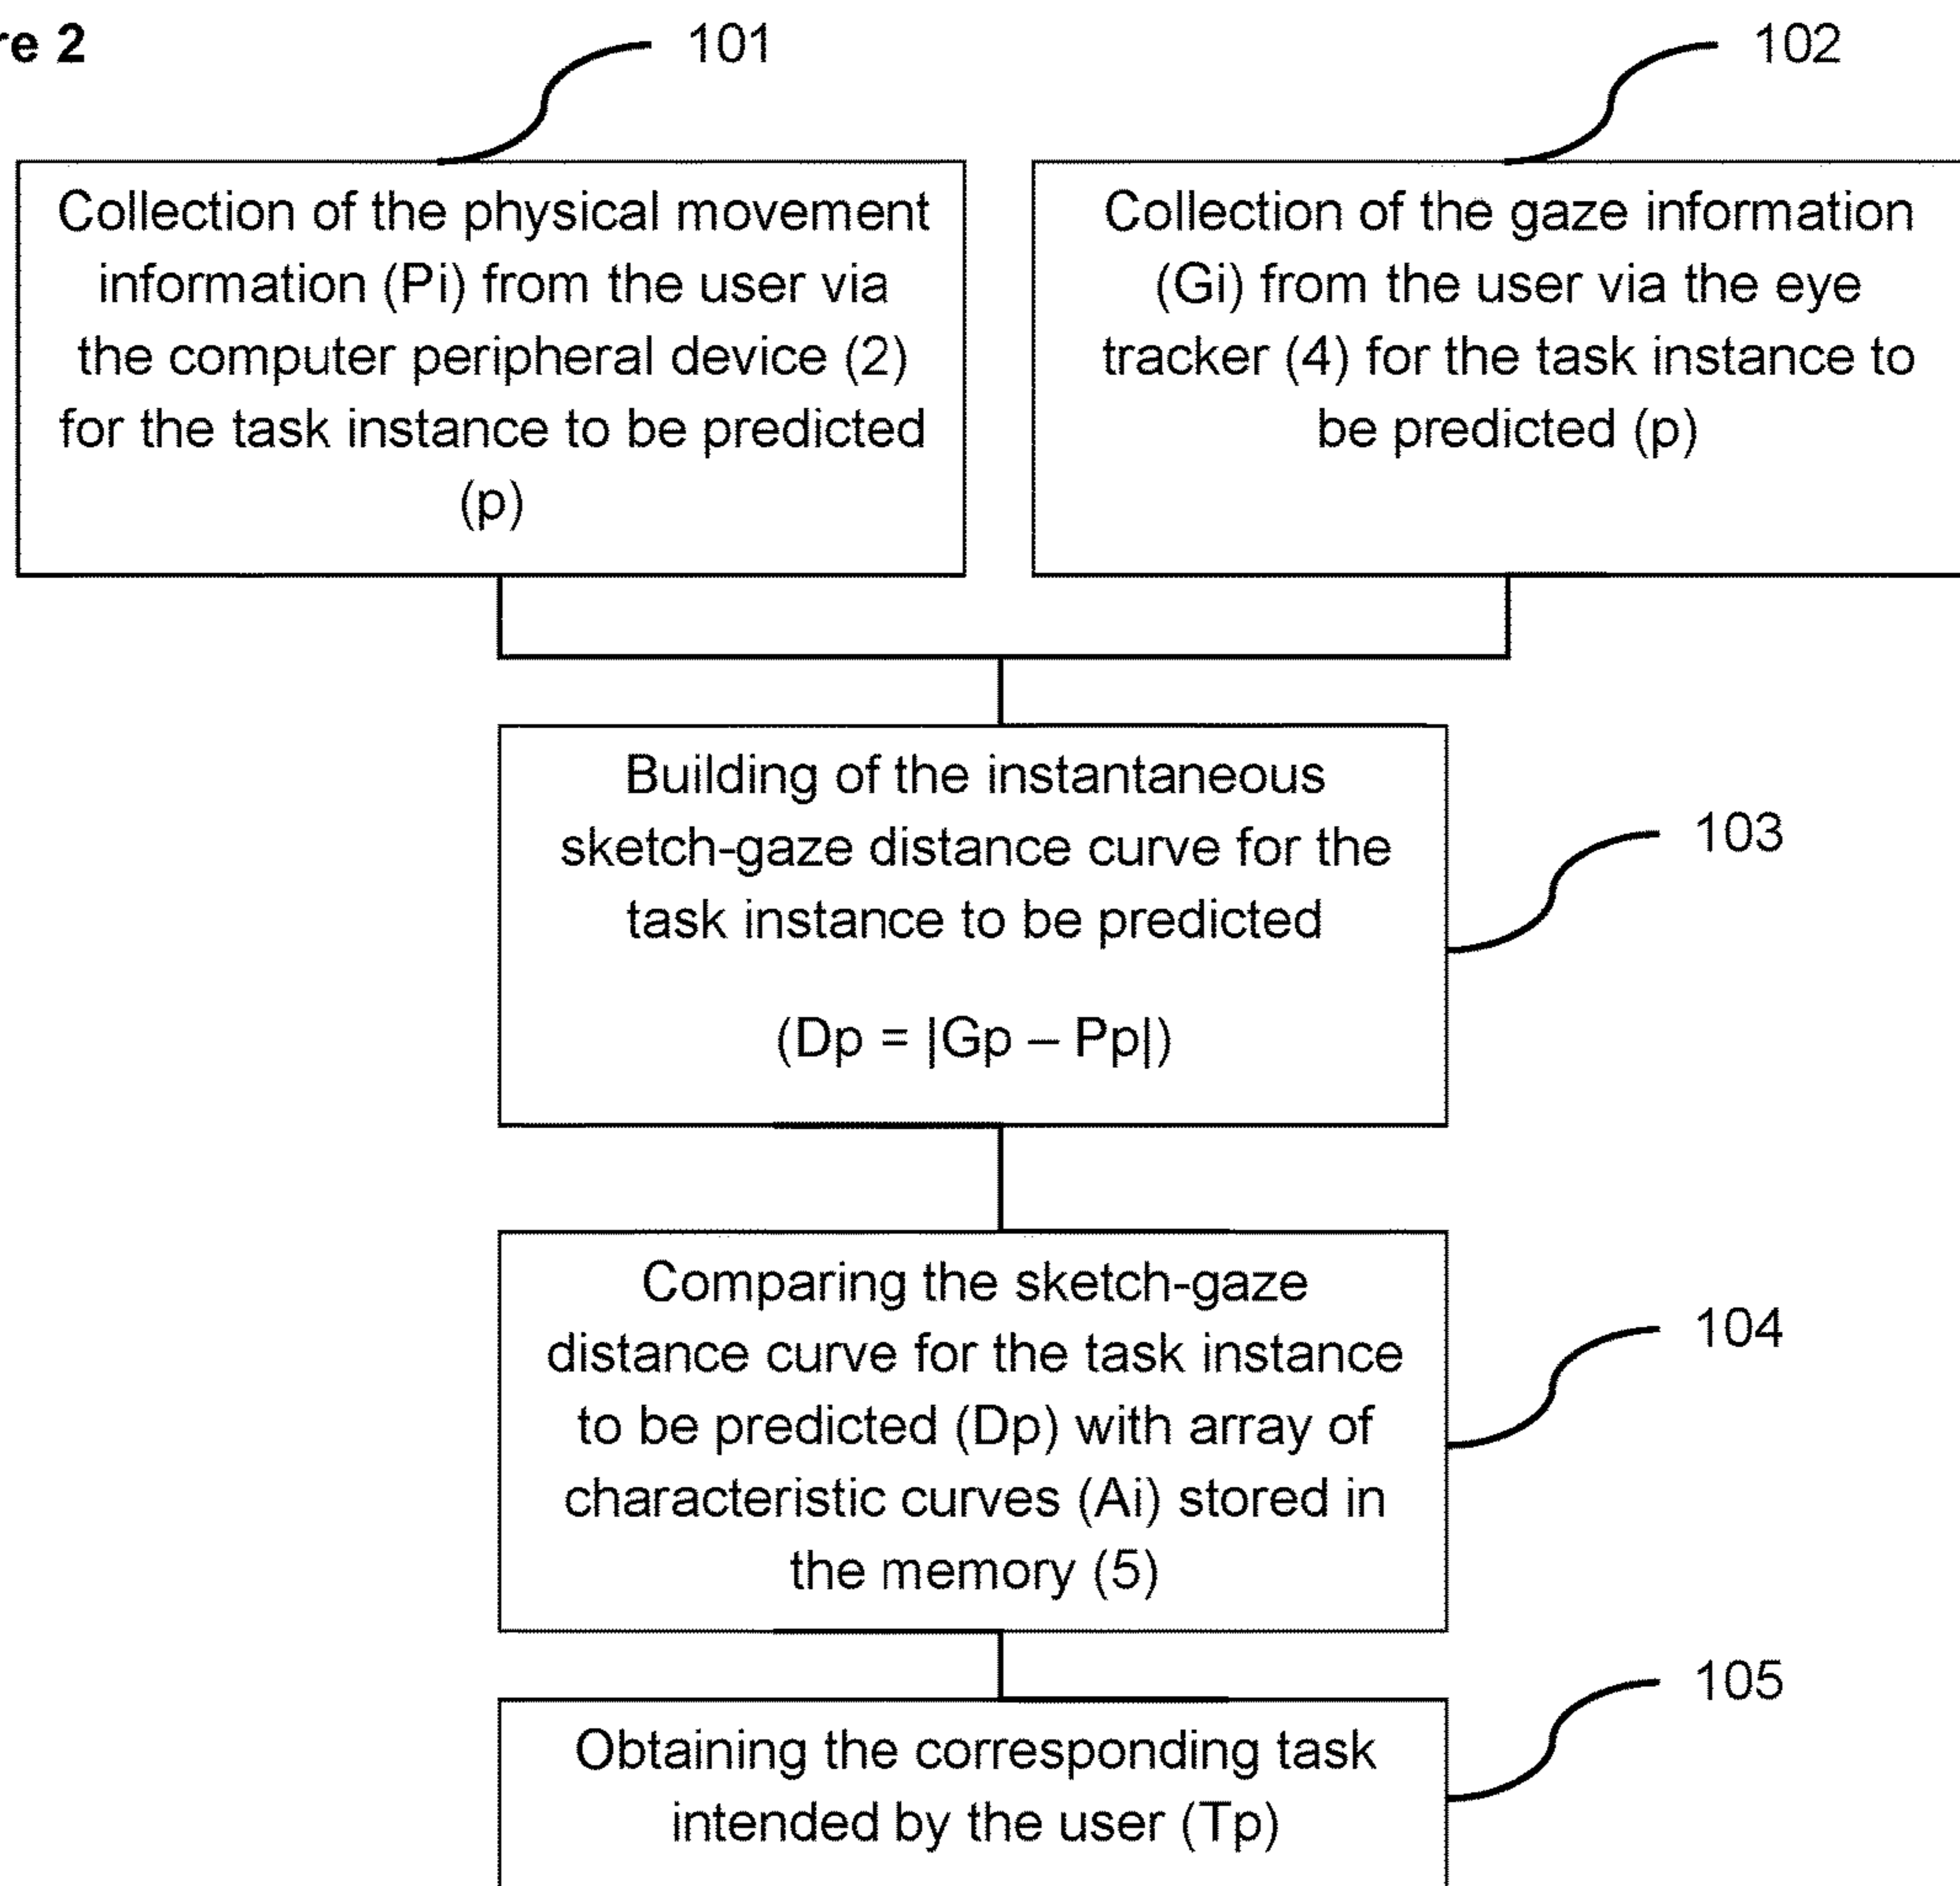 re 2
101
102
Collection of the physical movement
information (Pi) from the user via
the computer peripheral device (2)
for the task instance to be predicted
(p)
Collection of the gaze information
(Gi) from the user via the eye
tracker (4) for the task instance to
be predicted (p)
Building of the instantaneous
sketch-gaze distance curve for the
task instance to be predicted
(Dp = |Gp – Pp|)
103
Comparing the sketch-gaze
distance curve for the task instance
to be predicted (Dp) with array of
characteristic curves (Ai) stored in
the memory (5)
104
Obtaining the corresponding task
intended by the user (Tp)
105